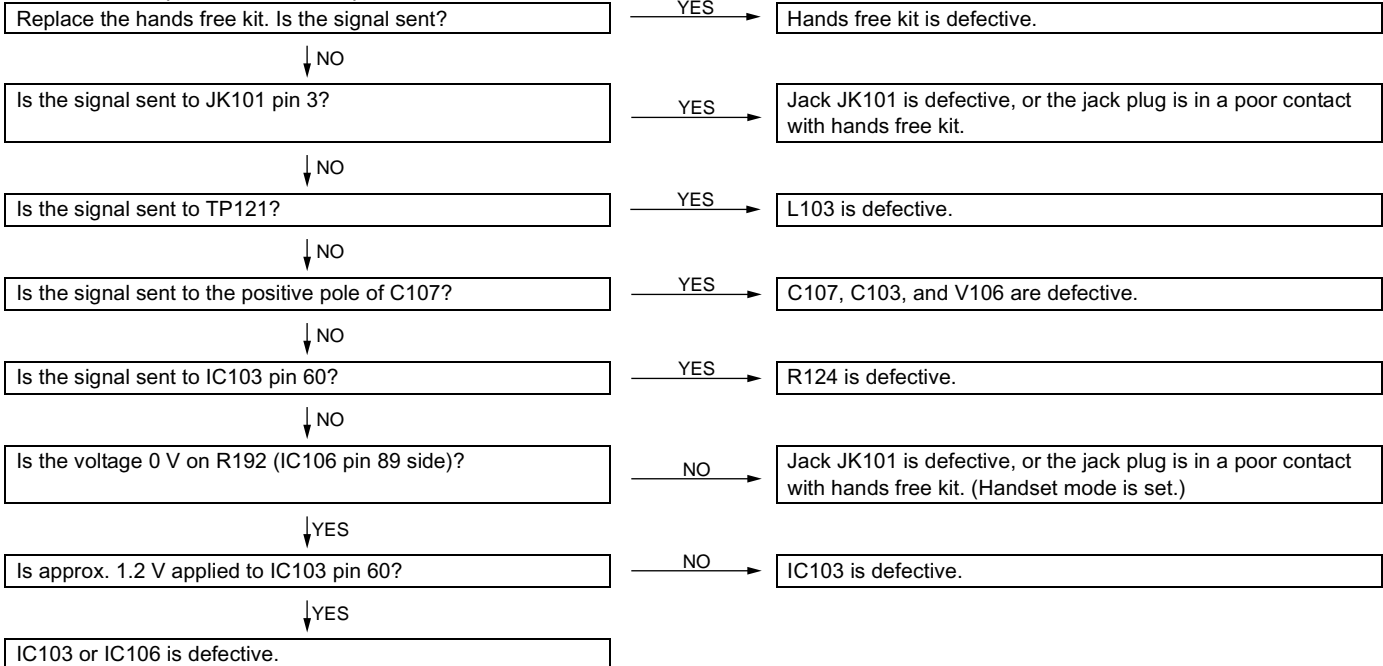 Replace the hands free kit. Is the signal sent?
YES
Hands free kit is defective.
NO
Is the signal sent to JK101 pin 3?
YES
Jack JK101 is defective, or the jack plug is in a poor contact
with hands free kit.
NO
Is the signal sent to TP121?
YES
L103 is defective.
NO
Is the signal sent to the positive pole of C107?
YES
C107, C103, and V106 are defective.
NO
Is the signal sent to IC103 pin 60?
YES
R124 is defective.
NO
Is the voltage 0 V on R192 (IC106 pin 89 side)?
NO
Jack JK101 is defective, or the jack plug is in a poor contact
with hands free kit. (Handset mode is set.)
YES
Is approx. 1.2 V applied to IC103 pin 60?
NO
IC103 is defective.
YES
IC103 or IC106 is defective.